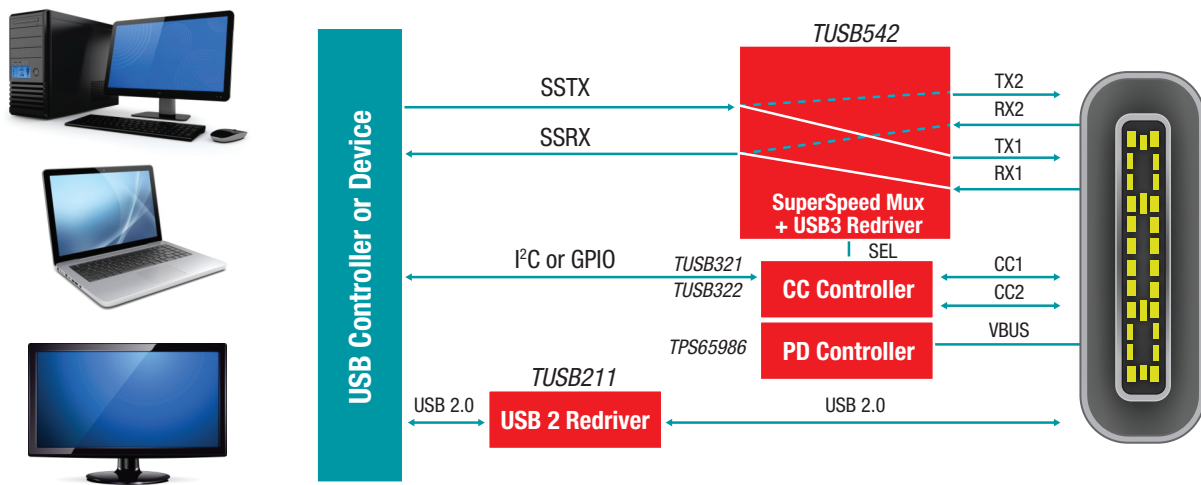 TUSB542
SSTX
SSRX
TX2
RX2
TX1
RX1
SuperSpeed Mux
+ USB3 Redriver
SEL
USB Controller or Device
I²C or GPIO
TUSB321
TUSB322
CC Controller
CC1
CC2
TPS65986
PD Controller
VBUS
TUSB211
USB 2.0
USB 2 Redriver
USB 2.0